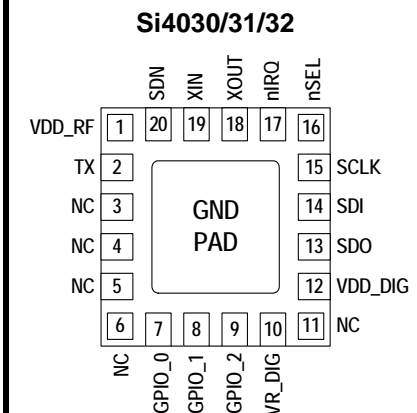 Si4030/31/32
SDN
XIN
XOUT
nIRQ
nSEL
VDD_RF 1 20 19 18 17 16
TX 2 15 SCLK
NC 3 GND 14 SDI
NC 4 PAD 13 SDO
NC 5 12 VDD_DIG
6 7 8 9 10 11 NC
NC
GPIO_0
GPIO_1
GPIO_2
VR_DIG